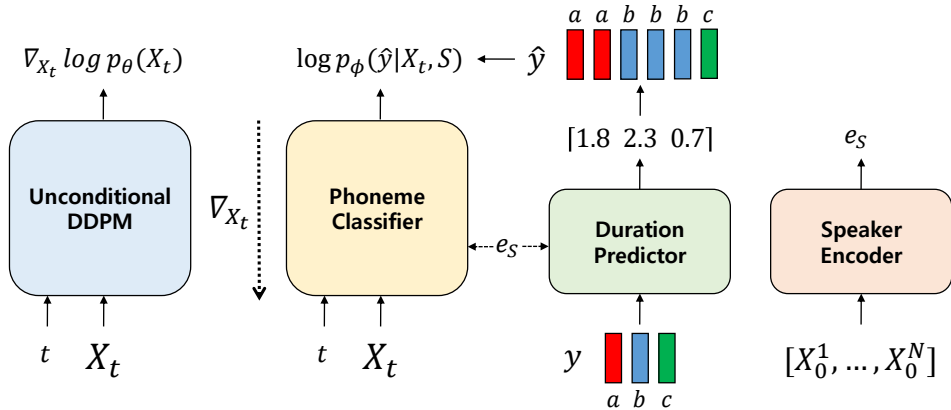 a a b b b c
∇_{X_t} log p_θ(X_t)
log p_ϕ(ŷ|X_t, S)
ŷ
⌈1.8 2.3 0.7⌉
e_S
Unconditional
DDPM
∇_{X_t}
Phoneme
Classifier
e_S
Duration
Predictor
Speaker
Encoder
t
X_t
t
X_t
y
a b c
[X_0^1, … , X_0^N]